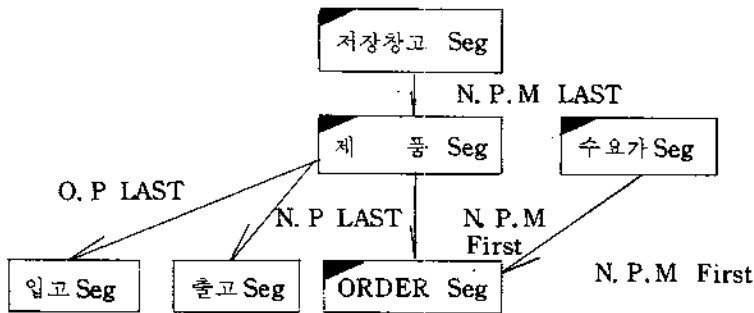 저장창고 Seg
N. P. M LAST
제 품 Seg
수요가 Seg
O. P LAST
N. P LAST
N. P. M
First
N. P. M First
입고 Seg
출고 Seg
ORDER Seg